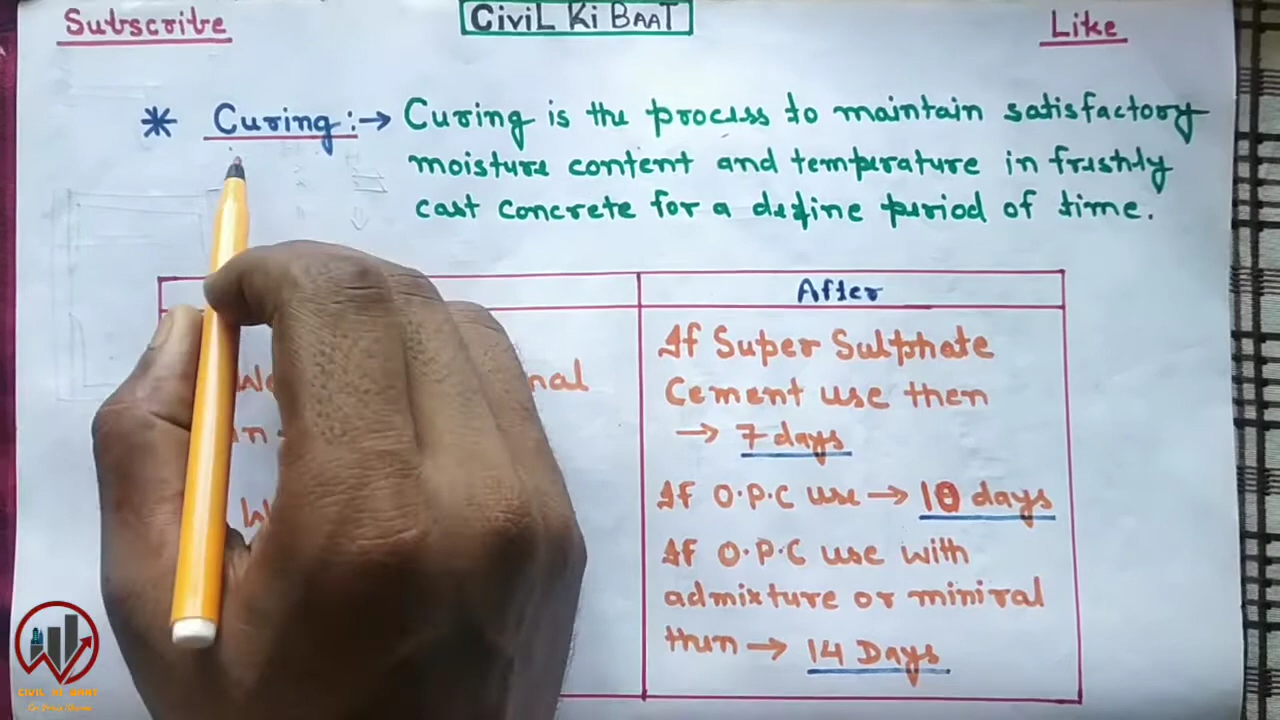 Subscribe
CiviL Ki BAAT
Like
* Curing :→ Curing is the process to maintain satisfactory
moisture content and temperature in freshly
cast concrete for a define period of time.
After
If Super Sulphate
Cement use then
→ 7 days
If O.P.C use → 10 days
If O.P.C use with
admixture or miniral
then → 14 Days
CIVIL KI BAAT